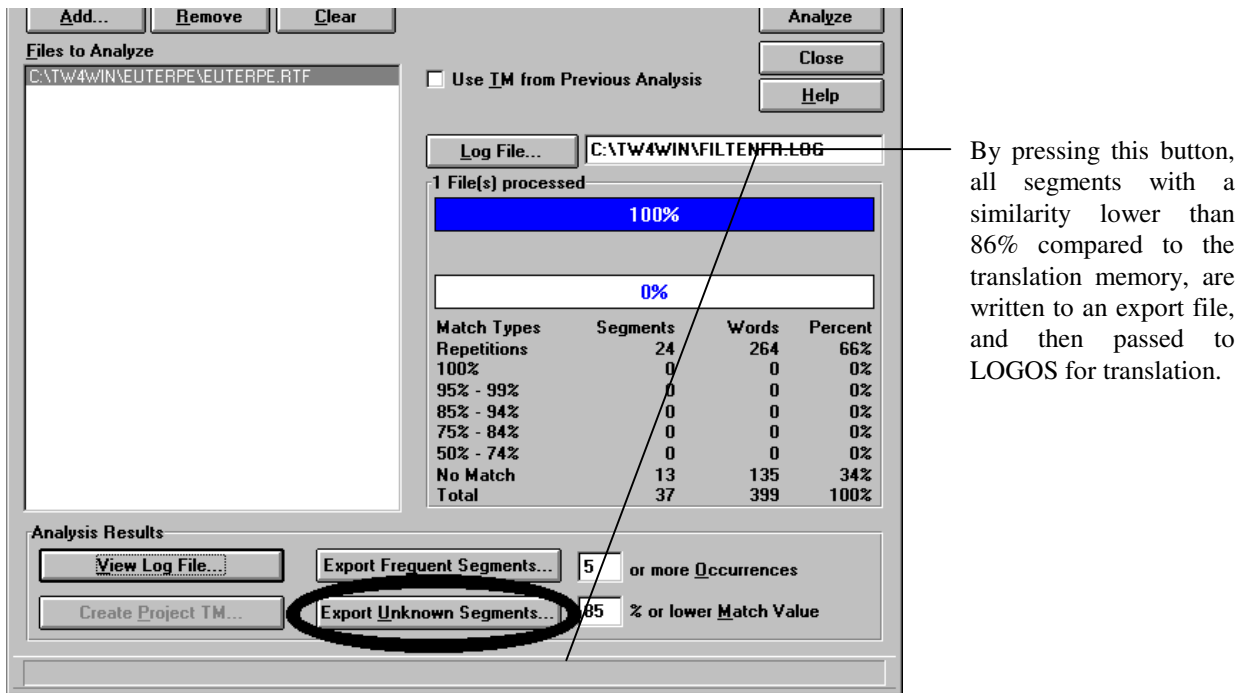 Add... Remove Clear Analyze
Files to Analyze
Close
C:\TW4WIN\EUTERPE\EUTERPE.RTF
Use TM from Previous Analysis
Help
Log File... C:\TW4WIN\FILTENFR.LOG
1 File(s) processed
100%
0%
Match Types Segments Words Percent
Repetitions 24 264 66%
100% 0 0 0%
95% - 99% 0 0 0%
85% - 94% 0 0 0%
75% - 84% 0 0 0%
50% - 74% 0 0 0%
No Match 13 135 34%
Total 37 399 100%
Analysis Results
View Log File... Export Frequent Segments... 5 or more Occurrences
Create Project TM... Export Unknown Segments... 85 % or lower Match Value
By pressing this button,
all segments with a
similarity lower than
86% compared to the
translation memory, are
written to an export file,
and then passed to
LOGOS for translation.